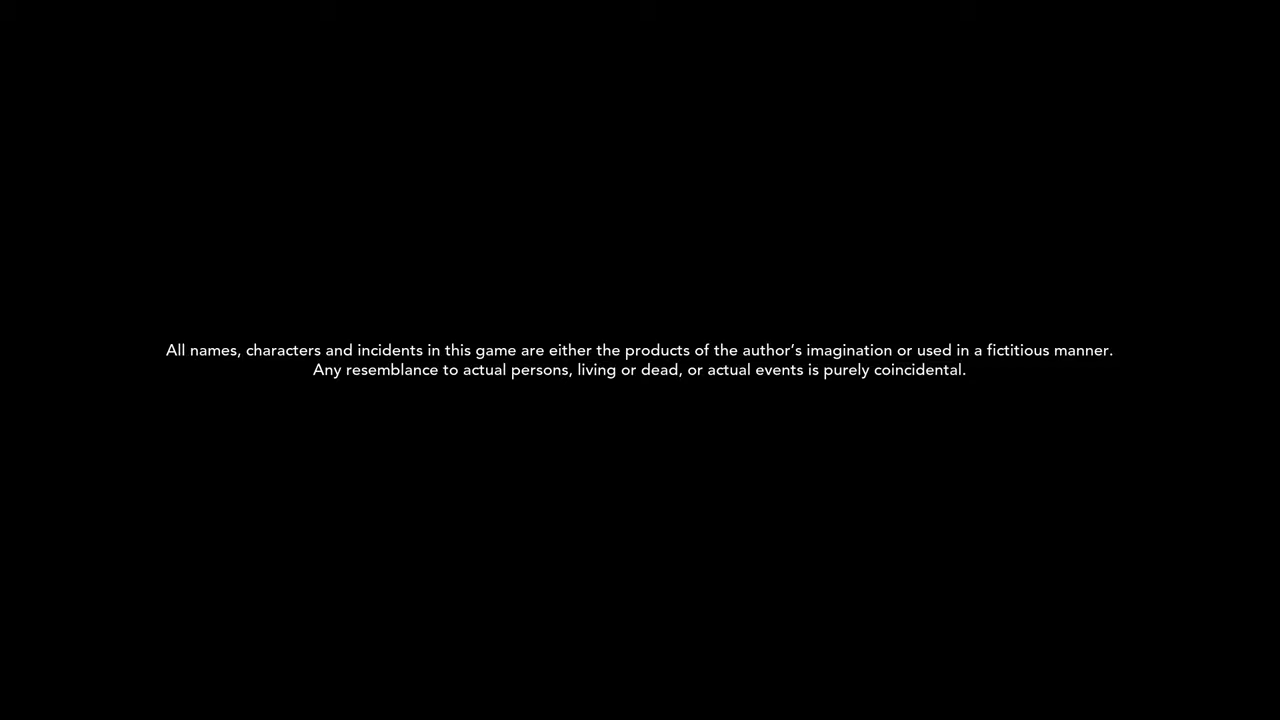 All names, characters and incidents in this game are either the products of the author’s imagination or used in a fictitious manner.
Any resemblance to actual persons, living or dead, or actual events is purely coincidental.